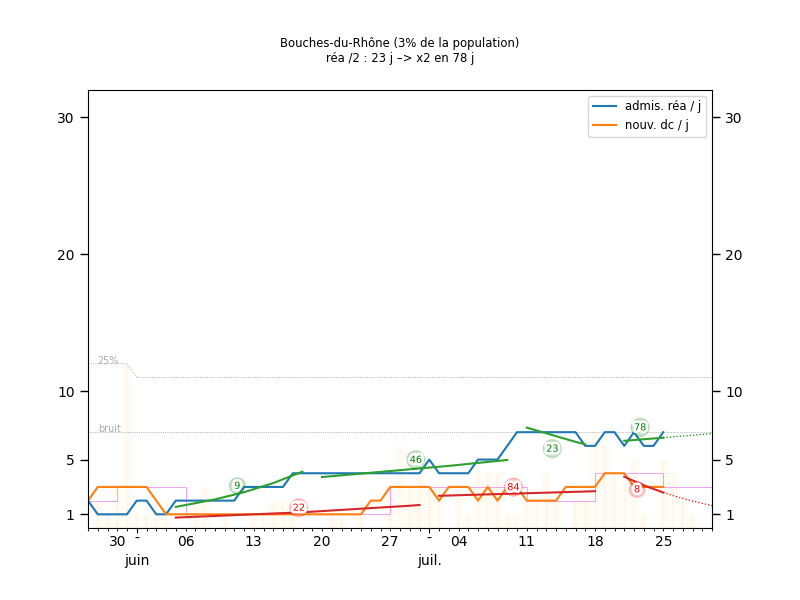 Bouches-du-Rhône (3% de la population)
réa /2 : 23 j –> x2 en 78 j
admis. réa / j
nouv. dc / j
30 30
20 20
25%
10 10
bruit
78
23
5 46 5
9 84 8
22
1 1
30 - 06 13 20 27 - 04 11 18 25
juin juil.